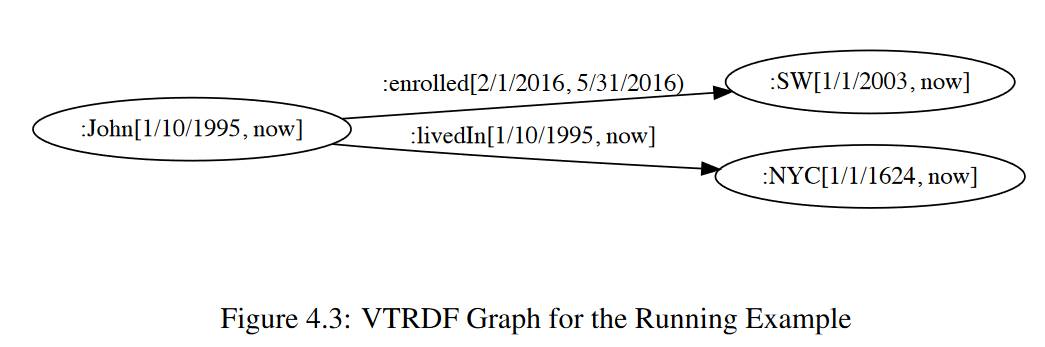 :enrolled[2/1/2016, 5/31/2016)
:SW[1/1/2003, now]
:John[1/10/1995, now]
:livedIn[1/10/1995, now]
:NYC[1/1/1624, now]
Figure 4.3: VTRDF Graph for the Running Example